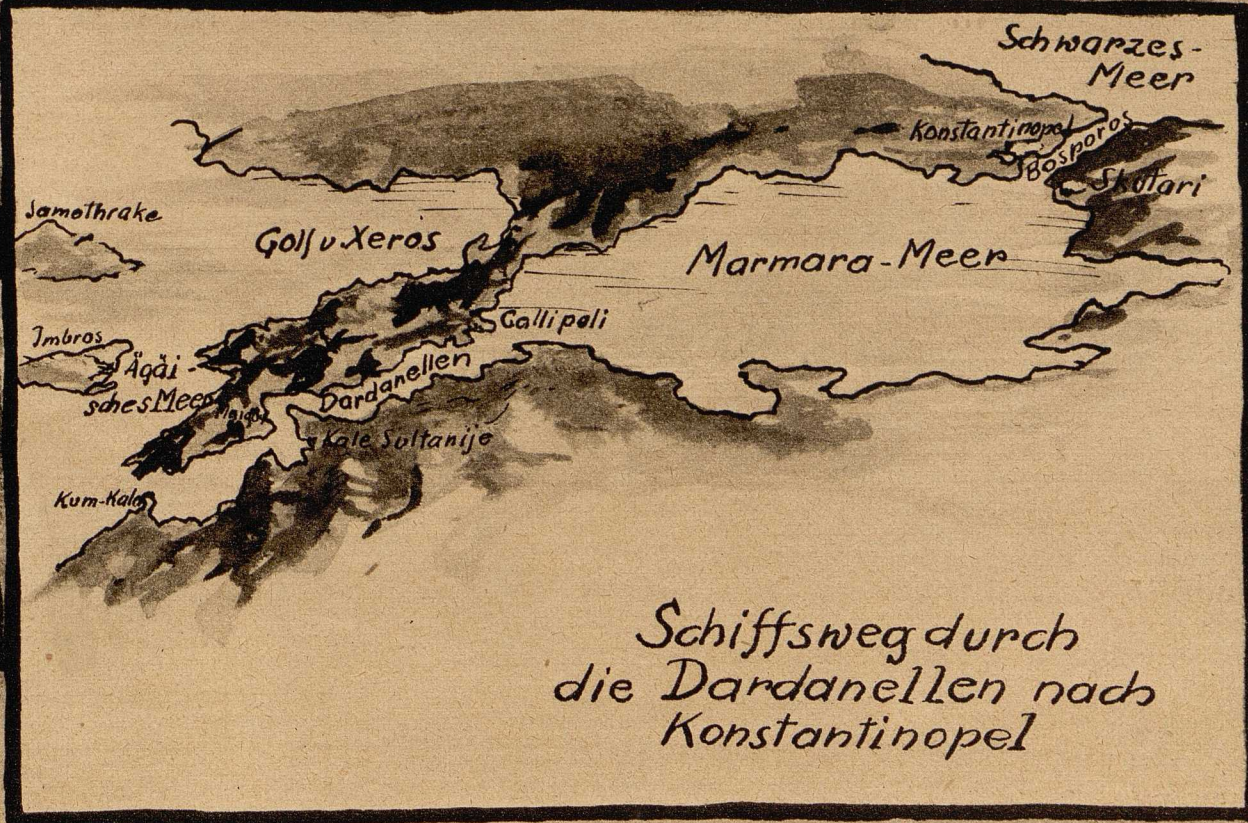 Schwarzes-
Meer
Konstantinopel
Bosporos
Skutari
Samothrake
Golf v. Xeros
Marmara-Meer
Gallipoli
Imbros
Ägäi-
sches Meer
Dardanellen
Kale Sultanije
Kum-Kale
Schiffsweg durch
die Dardanellen nach
Konstantinopel